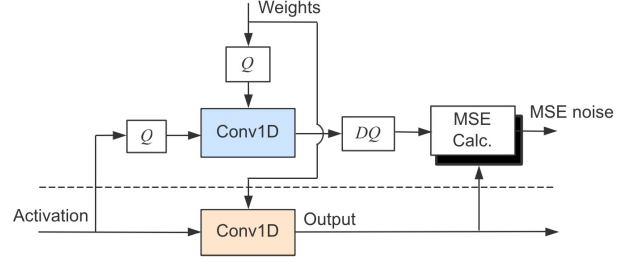 Weights
Q
Q
Conv1D
DQ
MSE
Calc.
MSE noise
Activation
Conv1D
Output